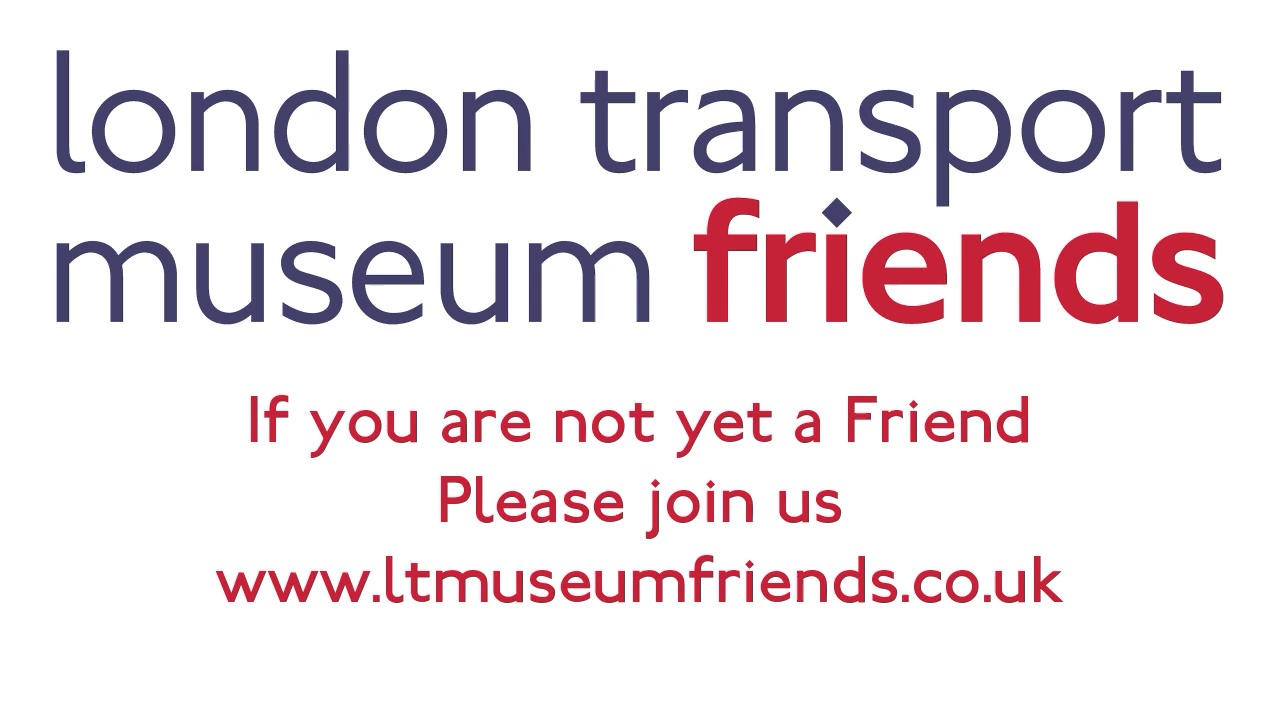 london transport
museum friends
If you are not yet a Friend
Please join us
www.ltmuseumfriends.co.uk